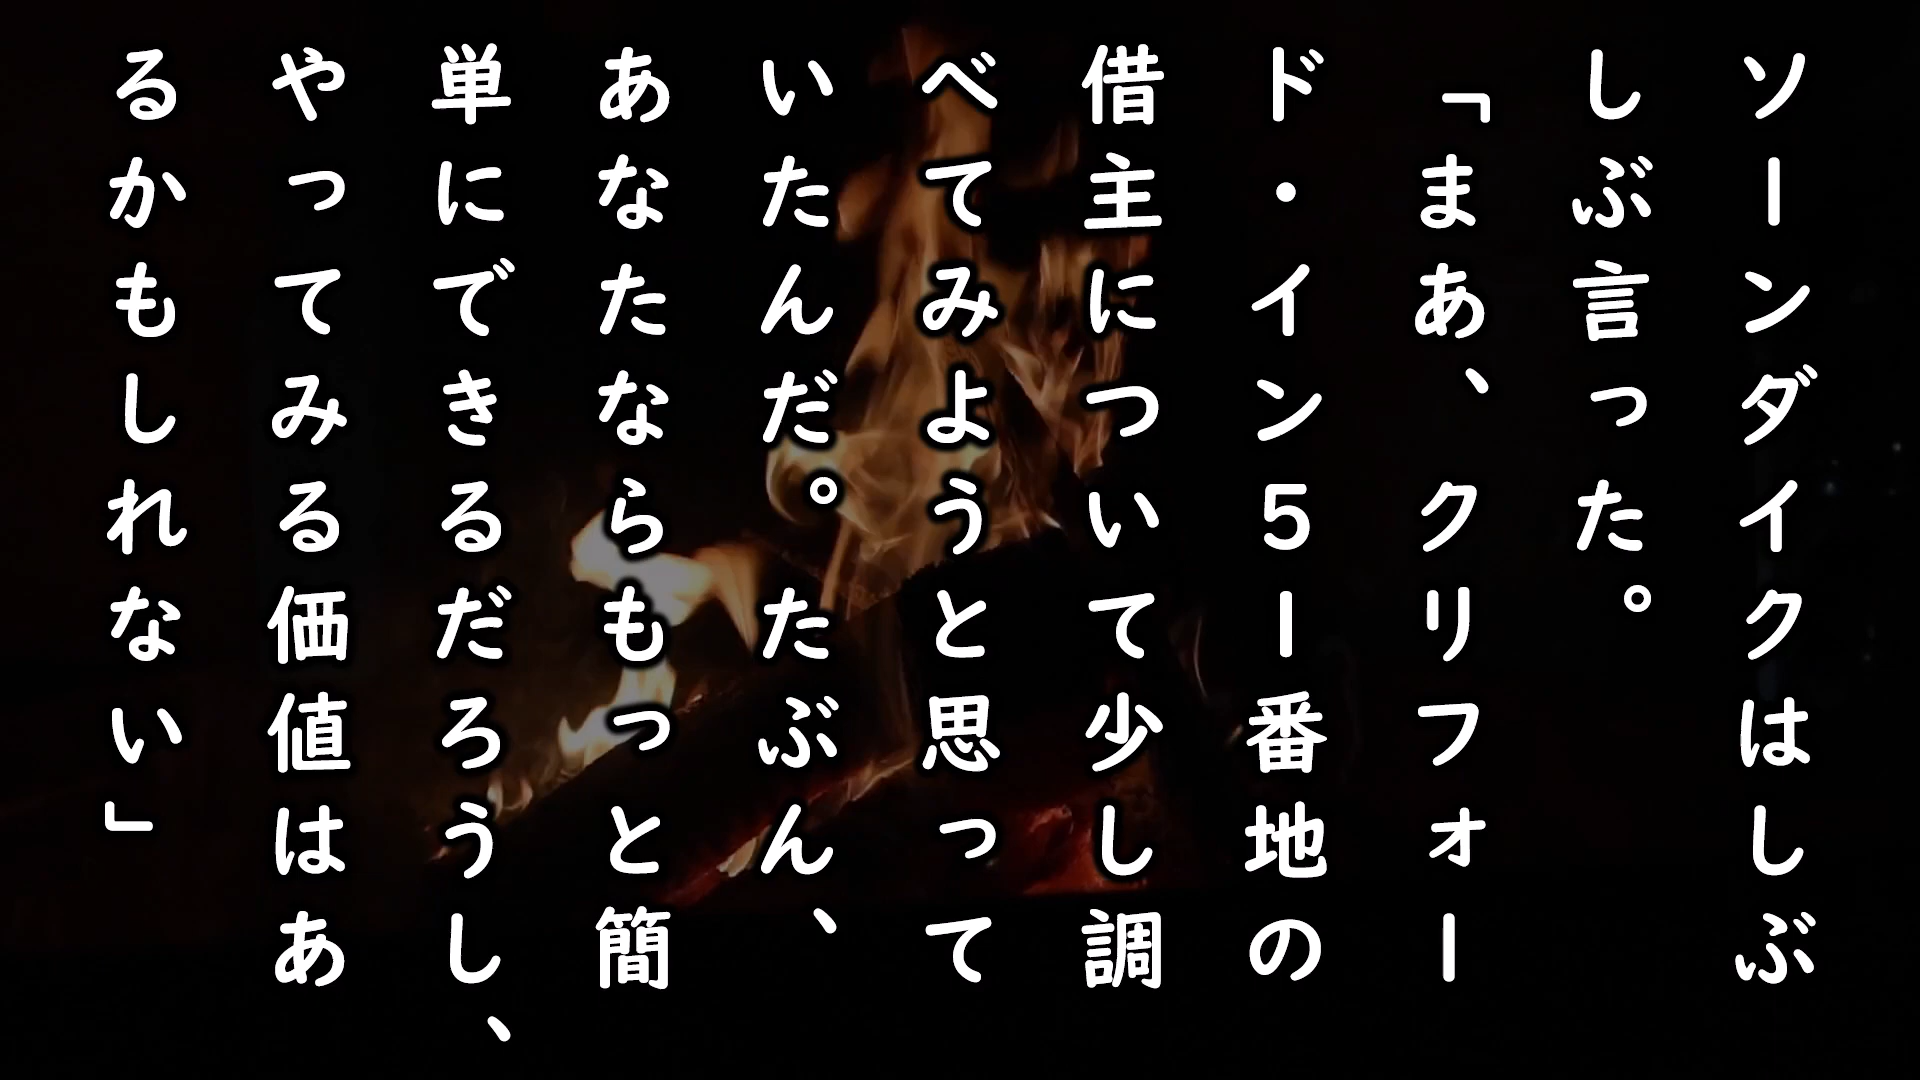 ソーンダイクはしぶ
しぶ言った。
「まあ、クリフォー
ド・イン５ー番地の
借主について少し調
べてみようと思って
いたんだ。たぶん、
あなたならもっと簡
単にできるだろうし、
やってみる価値はあ
るかもしれない」